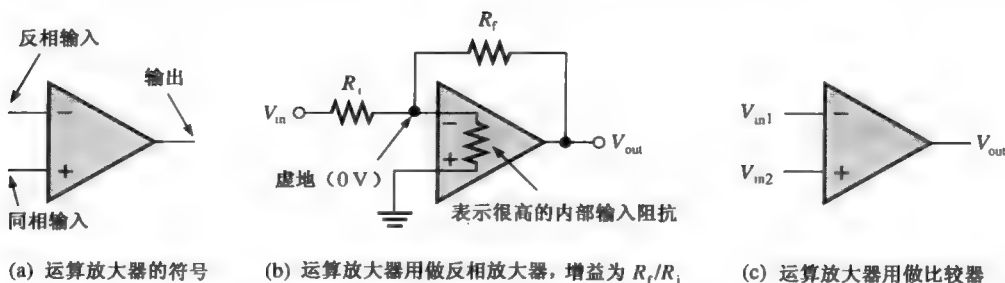 反相输入
输出
−
+
同相输入
(a) 运算放大器的符号
R_f
R_i
V_in
−
+
V_out
虚地（0 V）
表示很高的内部输入阻抗
(b) 运算放大器用做反相放大器，增益为 R_f/R_i
V_in1
−
V_in2
+
V_out
(c) 运算放大器用做比较器